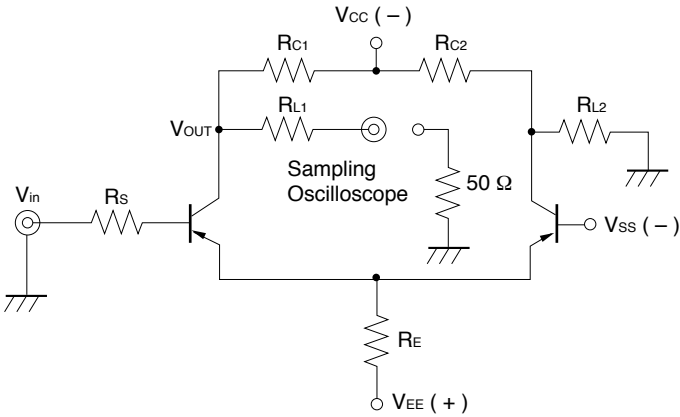 VCC ( − )
RC1
RC2
RL1
RL2
VOUT
Sampling
Oscilloscope
50 Ω
Vin
RS
VSS ( − )
RE
VEE ( + )